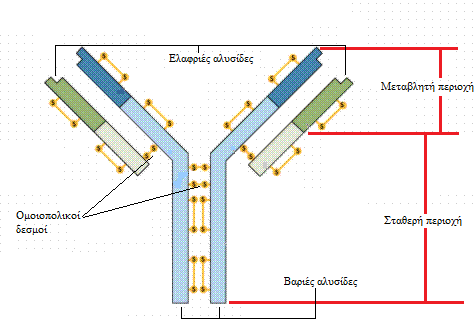 Ελαφριές αλυσίδες
Μεταβλητή περιοχή
Ομοιοπολικοί
δεσμοί
Σταθερή περιοχή
Βαριές αλυσίδες